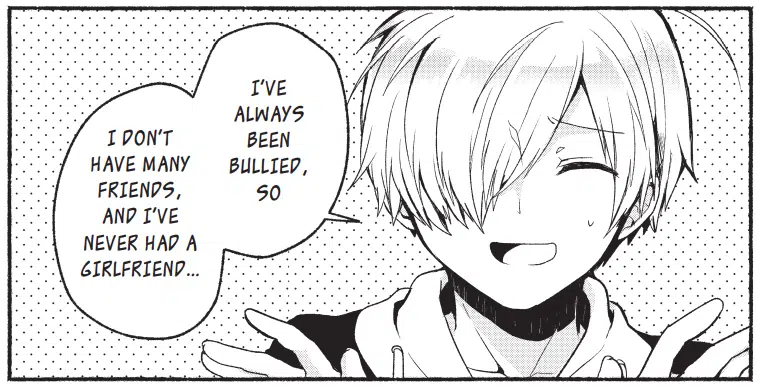 I'VE
ALWAYS
BEEN
BULLIED,
SO
I DON'T
HAVE MANY
FRIENDS,
AND I'VE
NEVER HAD A
GIRLFRIEND...